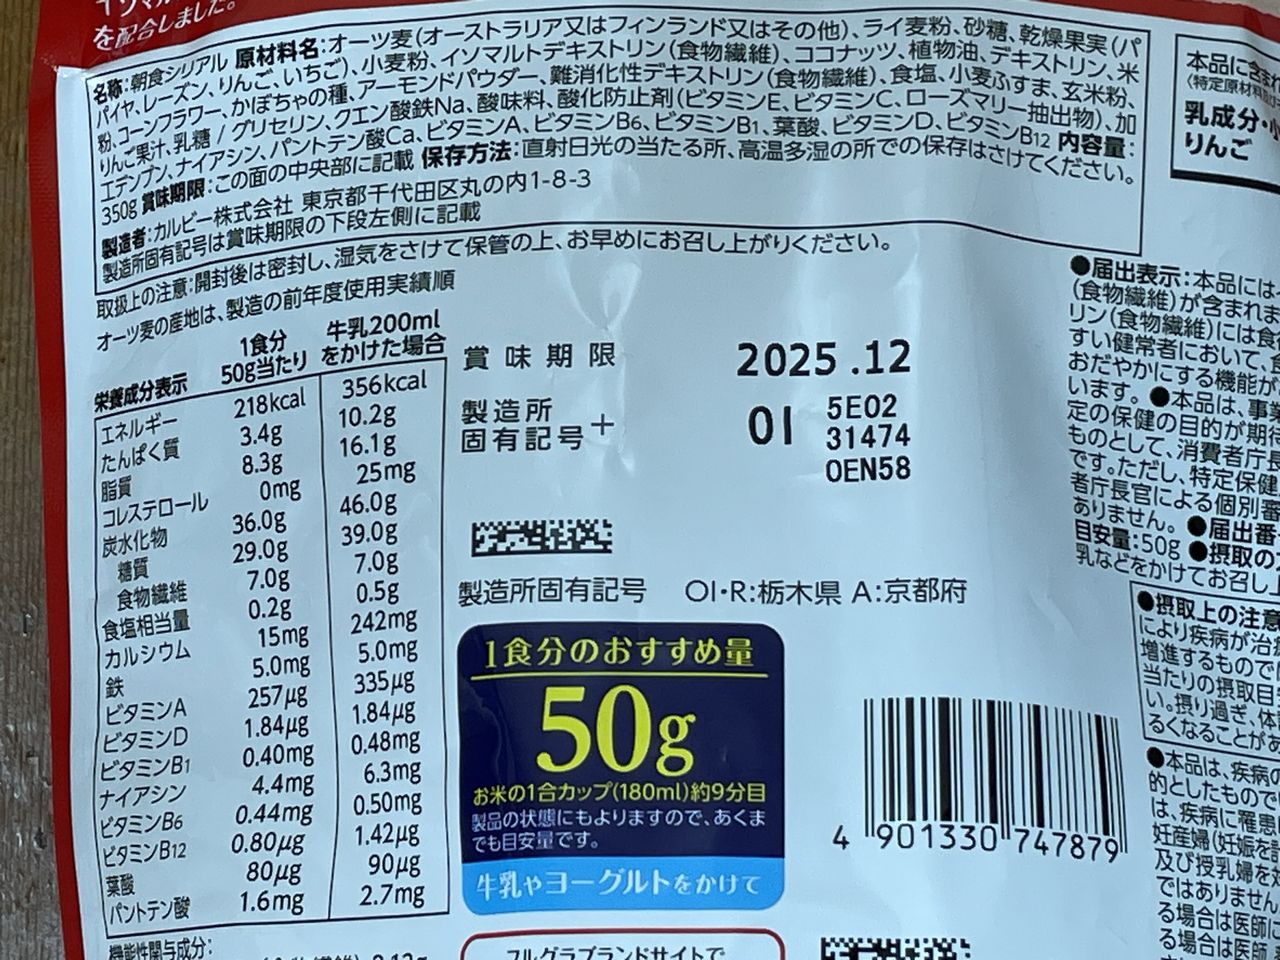 を配合しました。
名称:朝食シリアル 原材料名:オーツ麦(オーストラリア又はフィンランド又はその他)、ライ麦粉、砂糖、乾燥果実(パ
パイヤ、レーズン、りんご、いちご)、小麦粉、イソマルトデキストリン(食物繊維)、ココナッツ、植物油、デキストリン、米
粉、コーンフラワー、かぼちゃの種、アーモンドパウダー、難消化性デキストリン(食物繊維)、食塩、小麦ふすま、玄米粉、
りんご果汁、乳糖 / グリセリン、クエン酸鉄Na、酸味料、酸化防止剤(ビタミンE、ビタミンC、ローズマリー抽出物)、加
エデンプン、ナイアシン、パントテン酸Ca、ビタミンA、ビタミンB6、ビタミンB1、葉酸、ビタミンD、ビタミンB12 内容量:
350g 賞味期限:この面の中央部に記載 保存方法:直射日光の当たる所、高温多湿の所での保存はさけてください。
製造者:カルビー株式会社 東京都千代田区丸の内1-8-3
製造所固有記号は賞味期限の下段左側に記載
取扱上の注意:開封後は密封し、湿気をさけて保管の上、お早めにお召し上がりください。
オーツ麦の産地は、製造の前年度使用実績順
栄養成分表示 1食分 50g当たり 牛乳200ml をかけた場合
エネルギー 218kcal 356kcal
たんぱく質 3.4g 10.2g
脂質 8.3g 16.1g
コレステロール 0mg 25mg
炭水化物 36.0g 46.0g
糖質 29.0g 39.0g
食物繊維 7.0g 7.0g
食塩相当量 0.2g 0.5g
カルシウム 15mg 242mg
鉄 5.0mg 5.0mg
ビタミンA 257μg 335μg
ビタミンD 1.84μg 1.84μg
ビタミンB1 0.40mg 0.48mg
ナイアシン 4.4mg 6.3mg
ビタミンB6 0.44mg 0.50mg
ビタミンB12 0.80μg 1.42μg
葉酸 80μg 90μg
パントテン酸 1.6mg 2.7mg
機能性関与成分:
賞味期限 2025.12
製造所
固有記号 + OI 5E02
31474
OEN58
製造所固有記号 OI・R:栃木県 A:京都府
1食分のおすすめ量
50g
お米の1合カップ(180ml)約9分目
製品の状態にもよりますので、あくま
でも目安量です。
牛乳やヨーグルトをかけて
フルグラブランドサイトで
4 901330 747879
本品に含まれ
(特定原材料
乳成分・小
りんご
●届出表示:本品には
(食物繊維)が含まれま
リン(食物繊維)には食
すい健常者において、食
おだやかにする機能が
います。●本品は、事業
定の保健の目的が期待
ものとして、消費者庁長
です。ただし、特定保健
者庁長官による個別審
ありません。●届出番
目安量:50g ●摂取の
乳などをかけてお召し上
●摂取上の注意
により疾病が治
増進するもので
当たりの摂取目
い。摂り過ぎ、体
るくなることがあ
●本品は、疾病の
的としたもので
は、疾病に罹患
妊産婦(妊娠を計
及び授乳婦を対
ではありません
る場合は医師に
る場合は医師